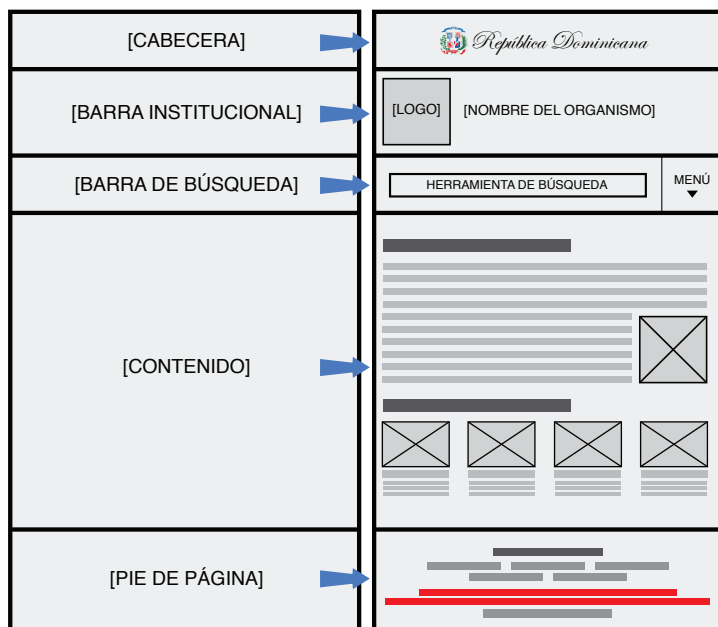 [CABECERA]
República Dominicana
[BARRA INSTITUCIONAL]
[LOGO]
[NOMBRE DEL ORGANISMO]
[BARRA DE BÚSQUEDA]
HERRAMIENTA DE BÚSQUEDA
MENÚ
[CONTENIDO]
[PIE DE PÁGINA]